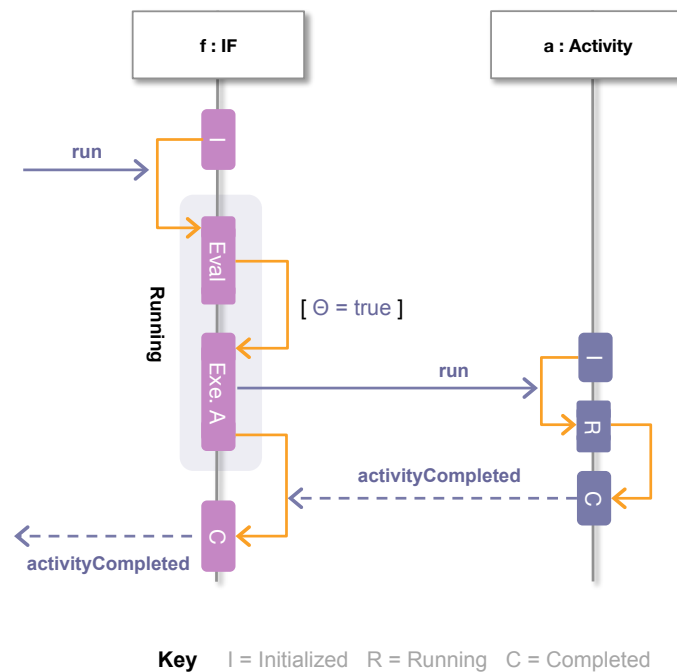 f : IF
a : Activity
I
run
Eval
Running
[ Θ = true ]
Exe. A
run
I
R
activityCompleted
C
C
activityCompleted
Key I = Initialized R = Running C = Completed